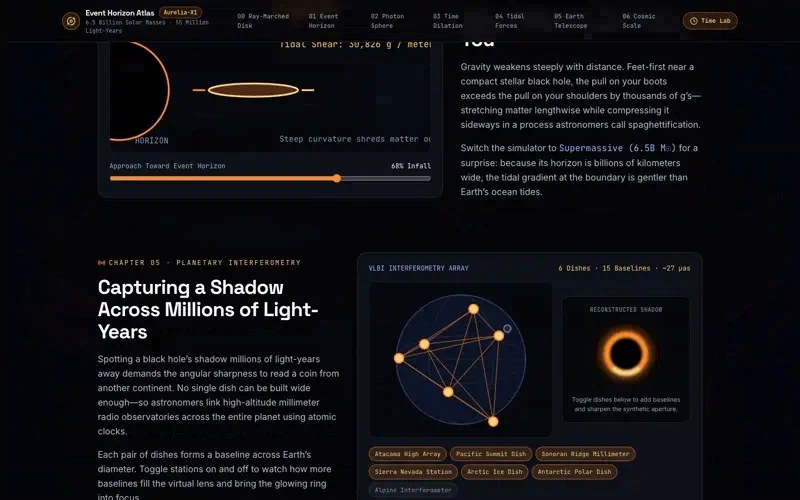 Event Horizon Atlas Aurelia-X1
6.5 Billion Solar Masses · 55 Million
Light-Years
00 Ray-Marched
Disk
01 Event
Horizon
02 Photon
Sphere
03 Time
Dilation
04 Tidal
Forces
05 Earth
Telescope
06 Cosmic
Scale
Time Lab
Tidal Shear: 30,826 g / meter
HORIZON
Steep curvature shreds matter
Approach Toward Event Horizon 68% Infall
You
Gravity weakens steeply with distance. Feet-first near a
compact stellar black hole, the pull on your boots
exceeds the pull on your shoulders by thousands of g's—
stretching matter lengthwise while compressing it
sideways in a process astronomers call spaghettification.
Switch the simulator to Supermassive (6.5B M☉) for a
surprise: because its horizon is billions of kilometers
wide, the tidal gradient at the boundary is gentler than
Earth's ocean tides.
CHAPTER 05 · PLANETARY INTERFEROMETRY
Capturing a Shadow
Across Millions of Light-
Years
Spotting a black hole's shadow millions of light-years
away demands the angular sharpness to read a coin from
another continent. No single dish can be built wide
enough—so astronomers link high-altitude millimeter
radio observatories across the entire planet using atomic
clocks.
Each pair of dishes forms a baseline across Earth's
diameter. Toggle stations on and off to watch how more
baselines fill the virtual lens and bring the glowing ring
into focus.
VLBI INTERFEROMETRY ARRAY
6 Dishes · 15 Baselines · ~27 μas
RECONSTRUCTED SHADOW
Toggle dishes below to add baselines
and sharpen the synthetic aperture.
Atacama High Array
Pacific Summit Dish
Sonoran Ridge Millimeter
Sierra Nevada Station
Arctic Ice Dish
Antarctic Polar Dish
Alpine Interferometer